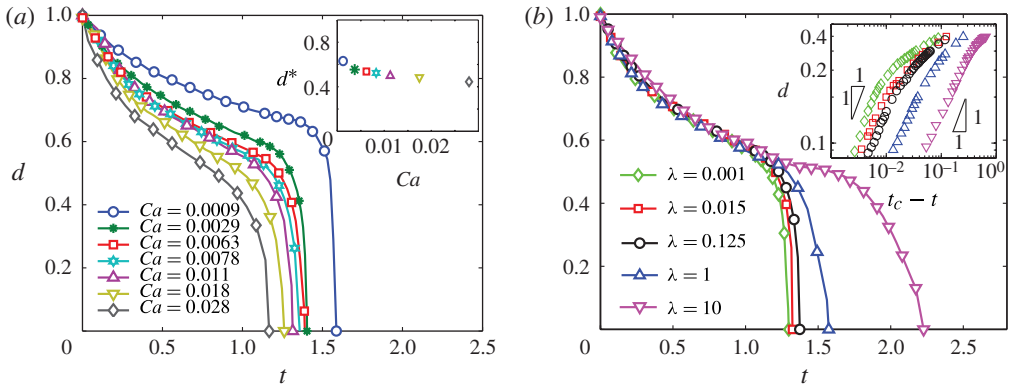 (a)
1.0
0.8
0.6
d
0.4
0.2
0
0.5
1.0
1.5
2.0
2.5
t
Ca = 0.0009
Ca = 0.0029
Ca = 0.0063
Ca = 0.0078
Ca = 0.011
Ca = 0.018
Ca = 0.028
0.8
d*
0.4
0
0.01
0.02
Ca
(b)
1.0
0.8
0.6
0.4
0.2
0
0.5
1.0
1.5
2.0
2.5
t
λ = 0.001
λ = 0.015
λ = 0.125
λ = 1
λ = 10
0.4
0.2
d
0.1
1
1
1
1
10⁻²
10⁻¹
10⁰
t_C − t